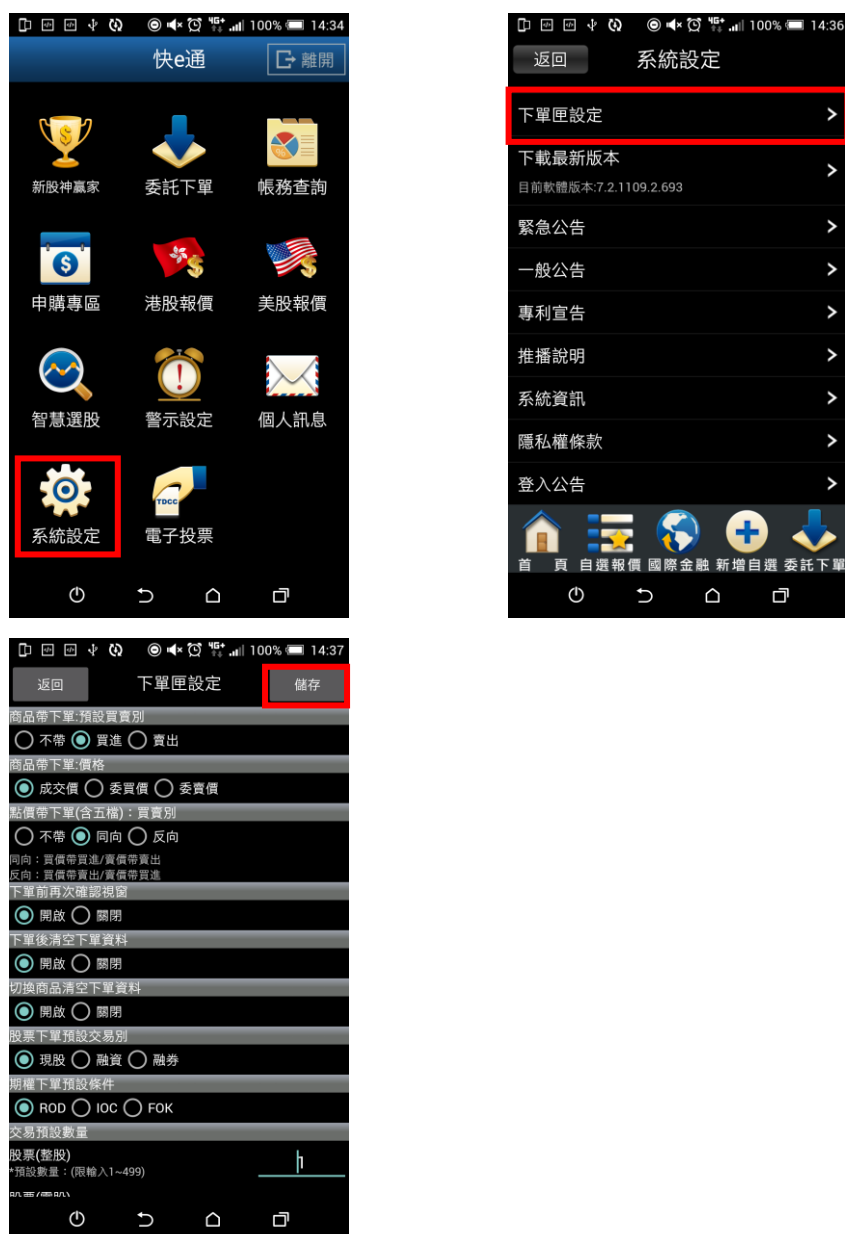 4G+ 100% 14:34
快e通
離開
新股神贏家 委託下單 帳務查詢
申購專區 港股報價 美股報價
智慧選股 警示設定 個人訊息
TDCC
系統設定 電子投票
4G+ 100% 14:36
返回 系統設定
下單匣設定
下載最新版本
目前軟體版本:7.2.1109.2.693
緊急公告
一般公告
專利宣告
推播說明
系統資訊
隱私權條款
登入公告
首 頁 自選報價 國際金融 新增自選 委託下單
4G+ 100% 14:37
返回 下單匣設定 儲存
商品帶下單:預設買賣別
不帶 買進 賣出
商品帶下單:價格
成交價 委買價 委賣價
點價帶下單(含五檔)：買賣別
不帶 同向 反向
同向：買價帶買進/賣價帶賣出
反向：買價帶賣出/賣價帶買進
下單前再次確認視窗
開啟 關閉
下單後清空下單資料
開啟 關閉
切換商品清空下單資料
開啟 關閉
股票下單預設交易別
現股 融資 融券
期權下單預設條件
ROD IOC FOK
交易預設數量
股票(整股)
1
*預設數量：(限輸入1~499)